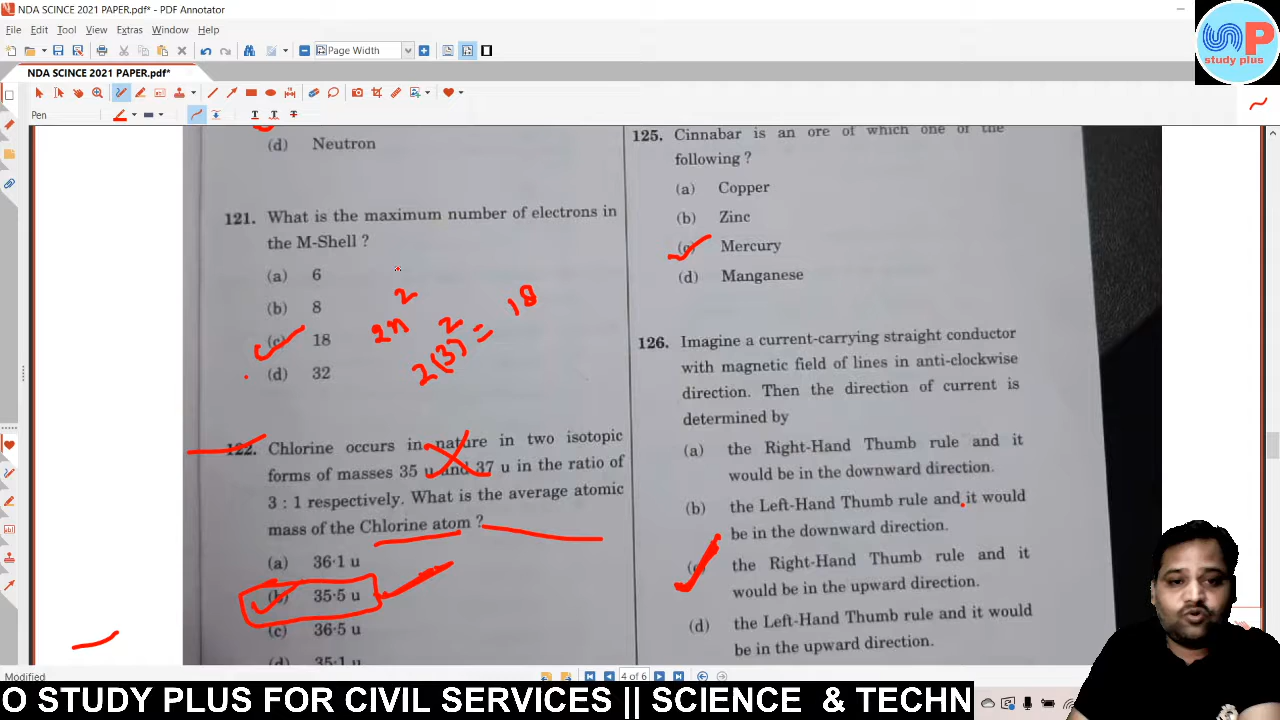 NDA SCINCE 2021 PAPER.pdf* - PDF Annotator
File Edit Tool View Extras Window Help
Page Width
NDA SCINCE 2021 PAPER.pdf*
Pen
(d) Neutron
121. What is the maximum number of electrons in
the M-Shell ?
(a) 6
(b) 8
(c) 18
(d) 32
2n²
2(3)² = 18
122. Chlorine occurs in nature in two isotopic
forms of masses 35 u and 37 u in the ratio of
3 : 1 respectively. What is the average atomic
mass of the Chlorine atom ?
(a) 36·1 u
(b) 35·5 u
(c) 36·5 u
(d) 35·1 u
125. Cinnabar is an ore of which one of the
following ?
(a) Copper
(b) Zinc
(c) Mercury
(d) Manganese
126. Imagine a current-carrying straight conductor
with magnetic field of lines in anti-clockwise
direction. Then the direction of current is
determined by
(a) the Right-Hand Thumb rule and it
would be in the downward direction.
(b) the Left-Hand Thumb rule and it would
be in the downward direction.
(c) the Right-Hand Thumb rule and it
would be in the upward direction.
(d) the Left-Hand Thumb rule and it would
be in the upward direction.
Modified
4 of 6
UP
study plus
O STUDY PLUS FOR CIVIL SERVICES || SCIENCE & TECHN